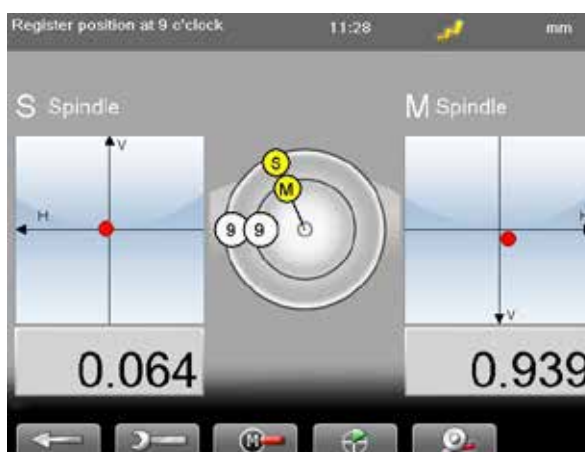 Register position at 9 o'clock 11:28 mm
S Spindle M Spindle
V
S
M
H
9 9
V
0.064 0.939
M